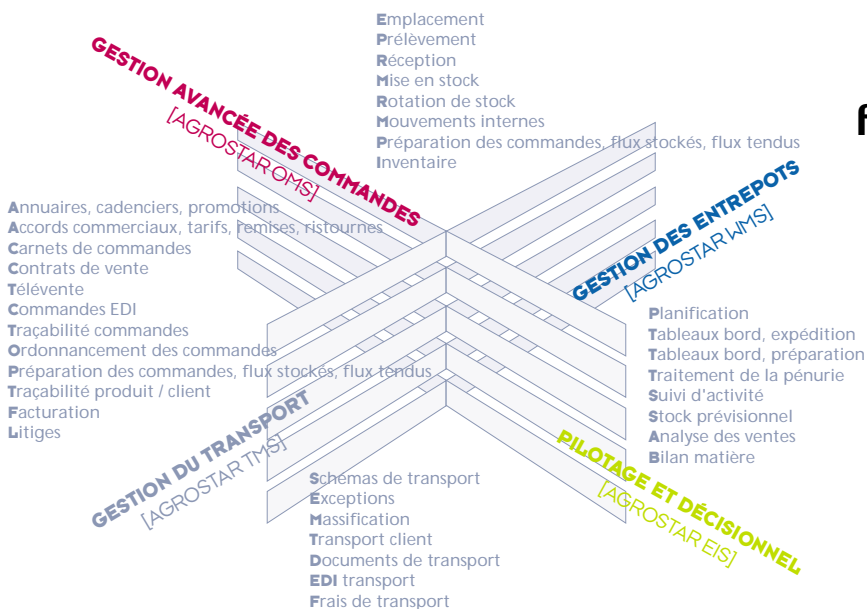 Emplacement
Prélèvement
Réception
Mise en stock
Rotation de stock
Mouvements internes
Préparation des commandes, flux stockés, flux tendus
Inventaire
GESTION AVANCÉE DES COMMANDES
[AGROSTAR OMS]
f
GESTION DES ENTREPOTS
[AGROSTAR WMS]
Annuaires, cadenciers, promotions
Accords commerciaux, tarifs, remises, ristournes
Carnets de commandes
Contrats de vente
Télévente
Commandes EDI
Traçabilité commandes
Ordonnancement des commandes
Préparation des commandes, flux stockés, flux tendus
Traçabilité produit / client
Facturation
Litiges
Planification
Tableaux bord, expédition
Tableaux bord, préparation
Traitement de la pénurie
Suivi d'activité
Stock prévisionnel
Analyse des ventes
Bilan matière
GESTION DU TRANSPORT
[AGROSTAR TMS]
PILOTAGE ET DÉCISIONNEL
[AGROSTAR EIS]
Schémas de transport
Exceptions
Massification
Transport client
Documents de transport
EDI transport
Frais de transport